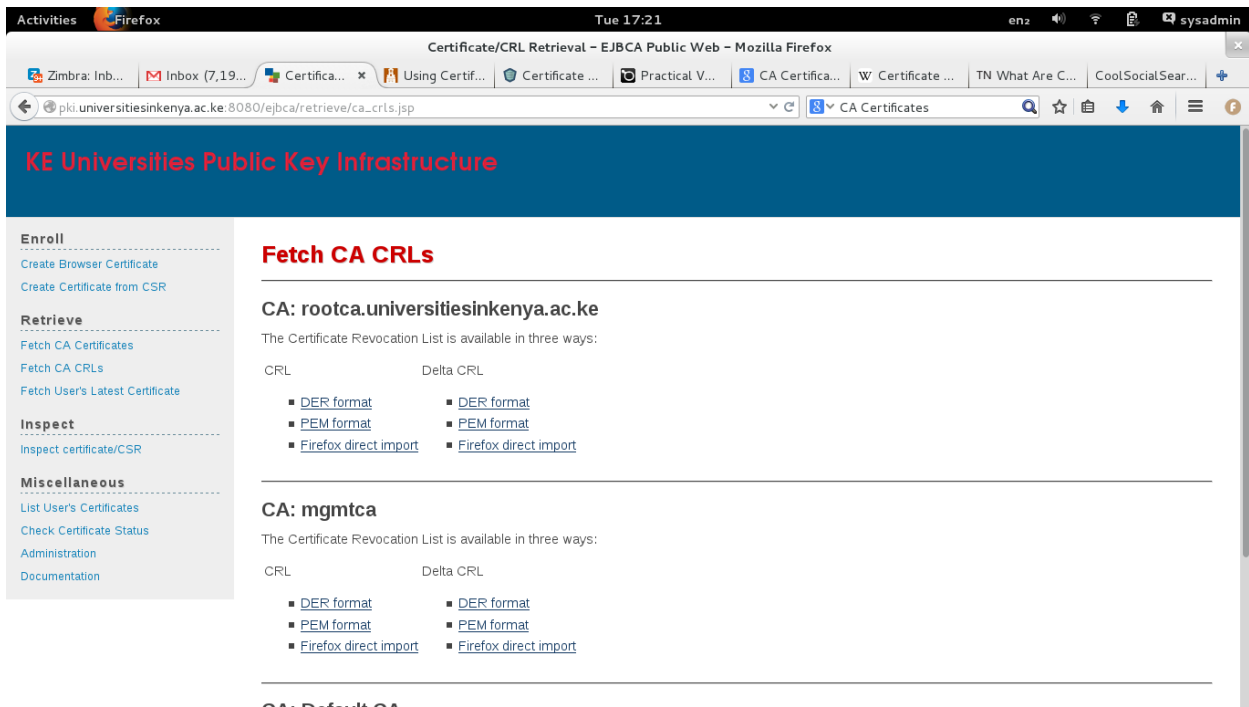 Activities Firefox Tue 17:21 en₂ sysadmin
Certificate/CRL Retrieval – EJBCA Public Web – Mozilla Firefox
Zimbra: Inb... Inbox (7,19... Certifica... × Using Certif... Certificate ... Practical V... CA Certifica... Certificate ... TN What Are C... CoolSocialSear...
pki.universitiesinkenya.ac.ke:8080/ejbca/retrieve/ca_crls.jsp CA Certificates
KE Universities Public Key Infrastructure
Enroll
Create Browser Certificate
Create Certificate from CSR
Retrieve
Fetch CA Certificates
Fetch CA CRLs
Fetch User's Latest Certificate
Inspect
Inspect certificate/CSR
Miscellaneous
List User's Certificates
Check Certificate Status
Administration
Documentation
Fetch CA CRLs
CA: rootca.universitiesinkenya.ac.ke
The Certificate Revocation List is available in three ways:
CRL Delta CRL
DER format DER format
PEM format PEM format
Firefox direct import Firefox direct import
CA: mgmtca
The Certificate Revocation List is available in three ways:
CRL Delta CRL
DER format DER format
PEM format PEM format
Firefox direct import Firefox direct import
CA: Default CA